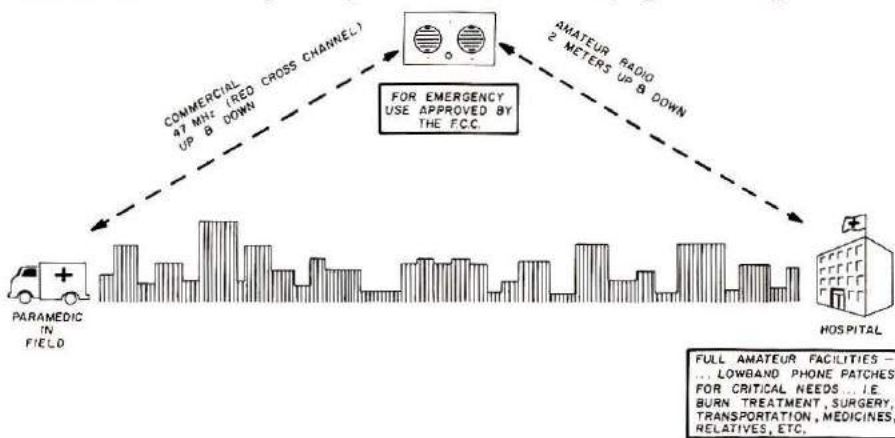 COMMERCIAL
47 MHz (RED CROSS CHANNEL)
UP & DOWN
AMATEUR RADIO
2 METERS UP & DOWN
FOR EMERGENCY
USE APPROVED BY
THE F.C.C.
PARAMEDIC
IN
FIELD
HOSPITAL
FULL AMATEUR FACILITIES –
... LOWBAND PHONE PATCHES
FOR CRITICAL NEEDS ... I.E.
BURN TREATMENT, SURGERY,
TRANSPORTATION, MEDICINES,
RELATIVES, ETC.